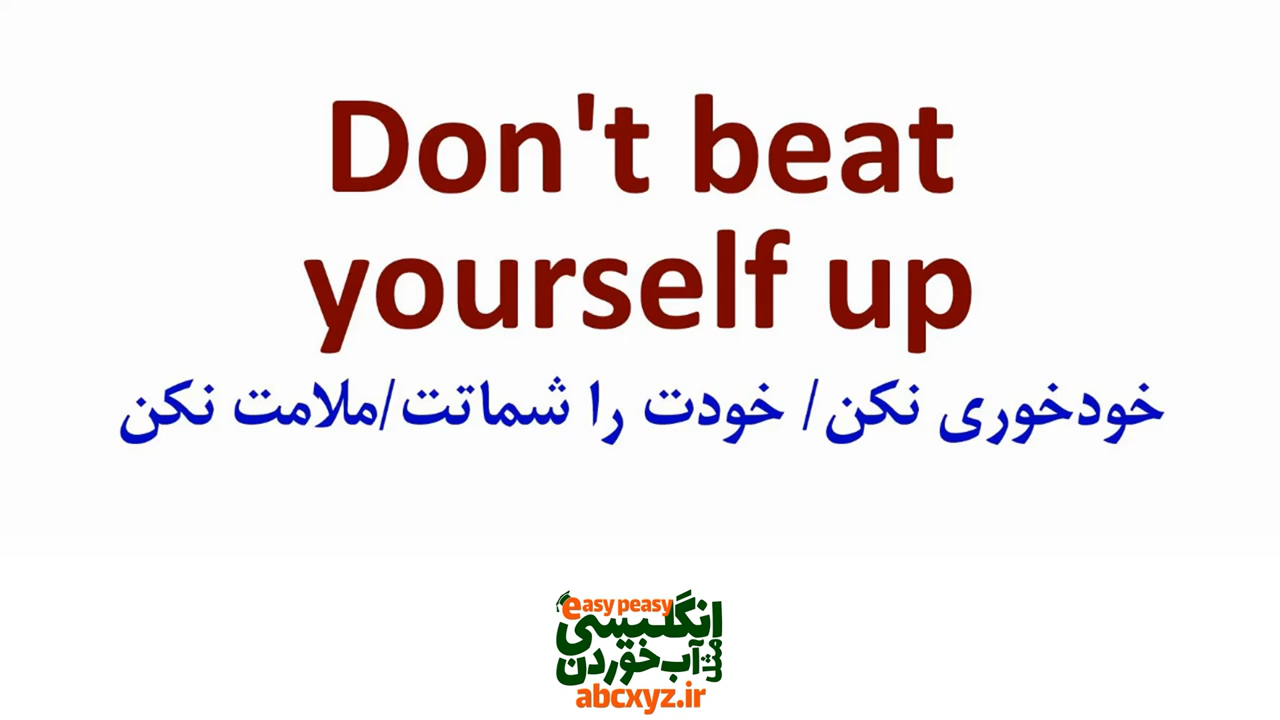 Don't beat
yourself up
خودخوری نکن/ خودت را شماتت/ملامت نکن
easy peasy
انگلیسی
مثل آب خوردن
abcxyz.ir